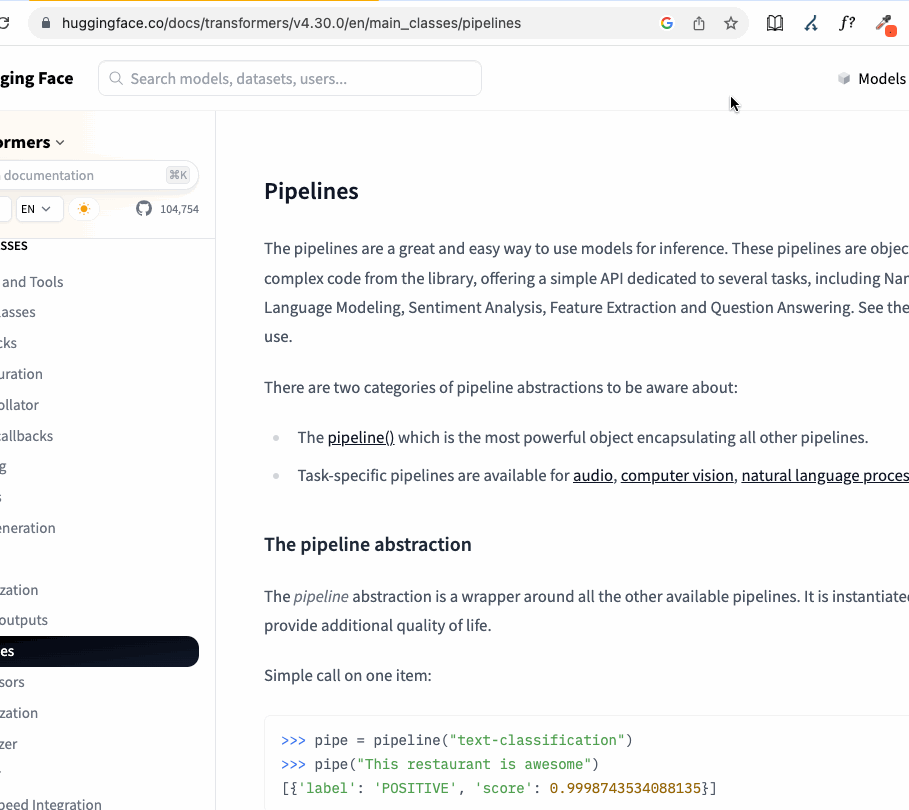 huggingface.co/docs/transformers/v4.30.0/en/main_classes/pipelines
f?
ging Face
Search models, datasets, users...
Models
ormers
documentation
⌘K
EN
104,754
SSES
and Tools
asses
cks
uration
ollator
allbacks
g
s
eneration
zation
outputs
es
sors
zation
zer
peed Integration
Pipelines
The pipelines are a great and easy way to use models for inference. These pipelines are objec
complex code from the library, offering a simple API dedicated to several tasks, including Nar
Language Modeling, Sentiment Analysis, Feature Extraction and Question Answering. See the
use.
There are two categories of pipeline abstractions to be aware about:
The pipeline() which is the most powerful object encapsulating all other pipelines.
Task-specific pipelines are available for audio, computer vision, natural language proces
The pipeline abstraction
The pipeline abstraction is a wrapper around all the other available pipelines. It is instantiated
provide additional quality of life.
Simple call on one item:
>>> pipe = pipeline("text-classification")
>>> pipe("This restaurant is awesome")
[{'label': 'POSITIVE', 'score': 0.9998743534088135}]